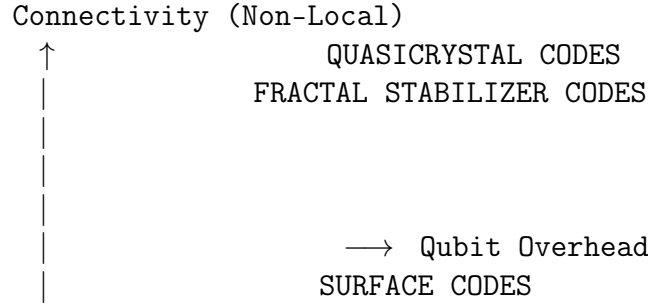 Connectivity (Non-Local)
↑ QUASICRYSTAL CODES
| FRACTAL STABILIZER CODES
|
|
|
| → Qubit Overhead
| SURFACE CODES